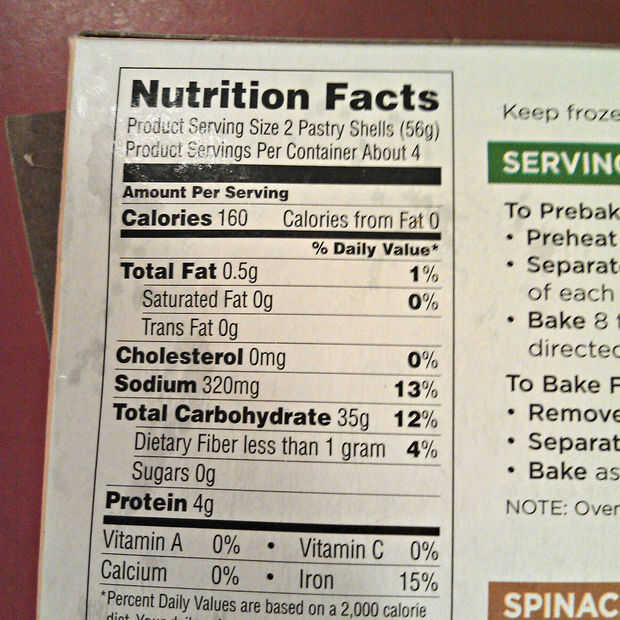 Nutrition Facts
Product Serving Size 2 Pastry Shells (56g)
Product Servings Per Container About 4
Amount Per Serving
Calories 160 Calories from Fat 0
% Daily Value*
Total Fat 0.5g 1%
Saturated Fat 0g 0%
Trans Fat 0g
Cholesterol 0mg 0%
Sodium 320mg 13%
Total Carbohydrate 35g 12%
Dietary Fiber less than 1 gram 4%
Sugars 0g
Protein 4g
Vitamin A 0% • Vitamin C 0%
Calcium 0% • Iron 15%
*Percent Daily Values are based on a 2,000 calorie
Keep froze
SERVING
To Prebak
• Preheat
• Separat
of each
• Bake 8
directed
To Bake
• Remove
• Separat
• Bake as
NOTE: Over
SPINAC